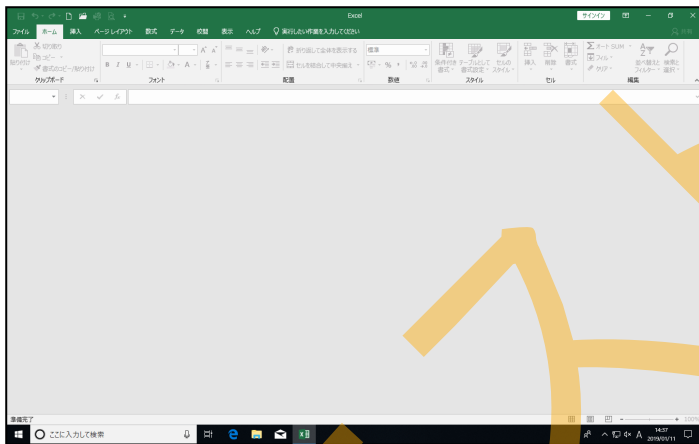 Excel
サインイン
ファイル ホーム 挿入 ページ レイアウト 数式 データ 校閲 表示 ヘルプ 実行したい作業を入力してください
共有
貼り付け
切り取り
コピー
書式のコピー/貼り付け
クリップボード
B I U
フォント
折り返して全体を表示する
セルを結合して中央揃え
配置
標準
%
数値
条件付き書式
テーブルとして書式設定
セルのスタイル
スタイル
挿入 削除 書式
セル
オート SUM
フィル
クリア
並べ替えとフィルター
検索と選択
編集
fx
準備完了
100%
ここに入力して検索
A
14:57
2019/01/11